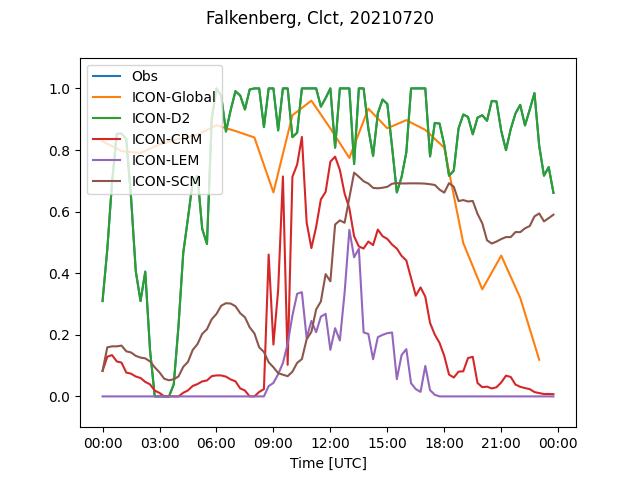 Falkenberg, Clct, 20210720
Obs
ICON-Global
ICON-D2
ICON-CRM
ICON-LEM
ICON-SCM
1.0
0.8
0.6
0.4
0.2
0.0
00:00 03:00 06:00 09:00 12:00 15:00 18:00 21:00 00:00
Time [UTC]